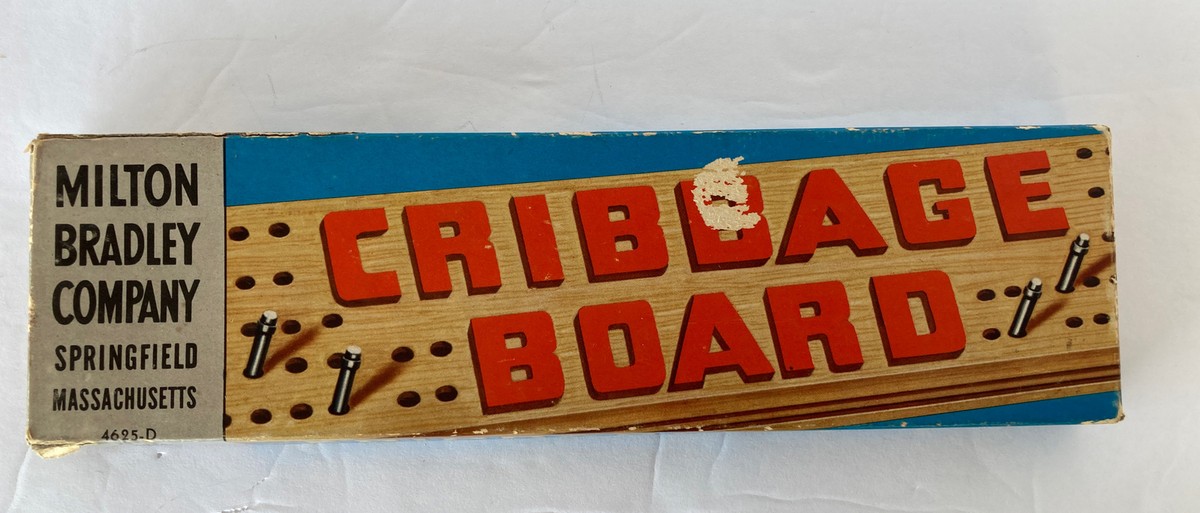 MILTON
BRADLEY
COMPANY
SPRINGFIELD
MASSACHUSETTS
4625-D
CRIBBAGE
BOARD